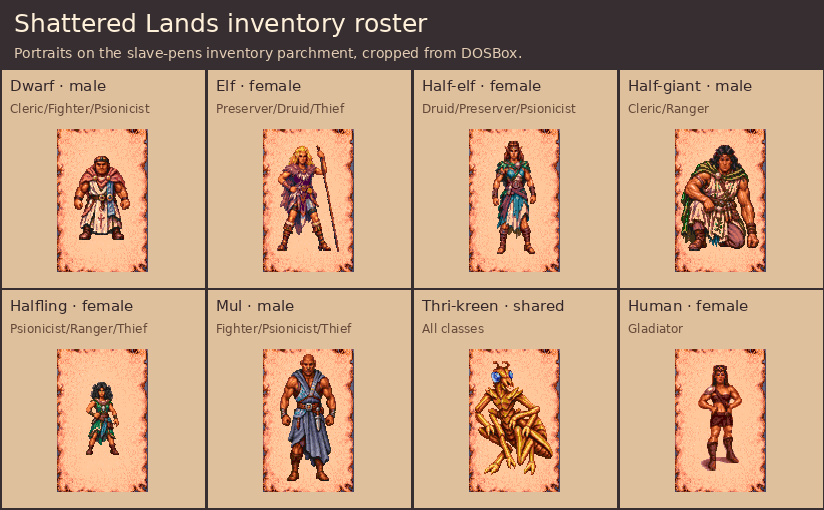 Shattered Lands inventory roster
Portraits on the slave-pens inventory parchment, cropped from DOSBox.
Dwarf · male
Cleric/Fighter/Psionicist
Elf · female
Preserver/Druid/Thief
Half-elf · female
Druid/Preserver/Psionicist
Half-giant · male
Cleric/Ranger
Halfling · female
Psionicist/Ranger/Thief
Mul · male
Fighter/Psionicist/Thief
Thri-kreen · shared
All classes
Human · female
Gladiator